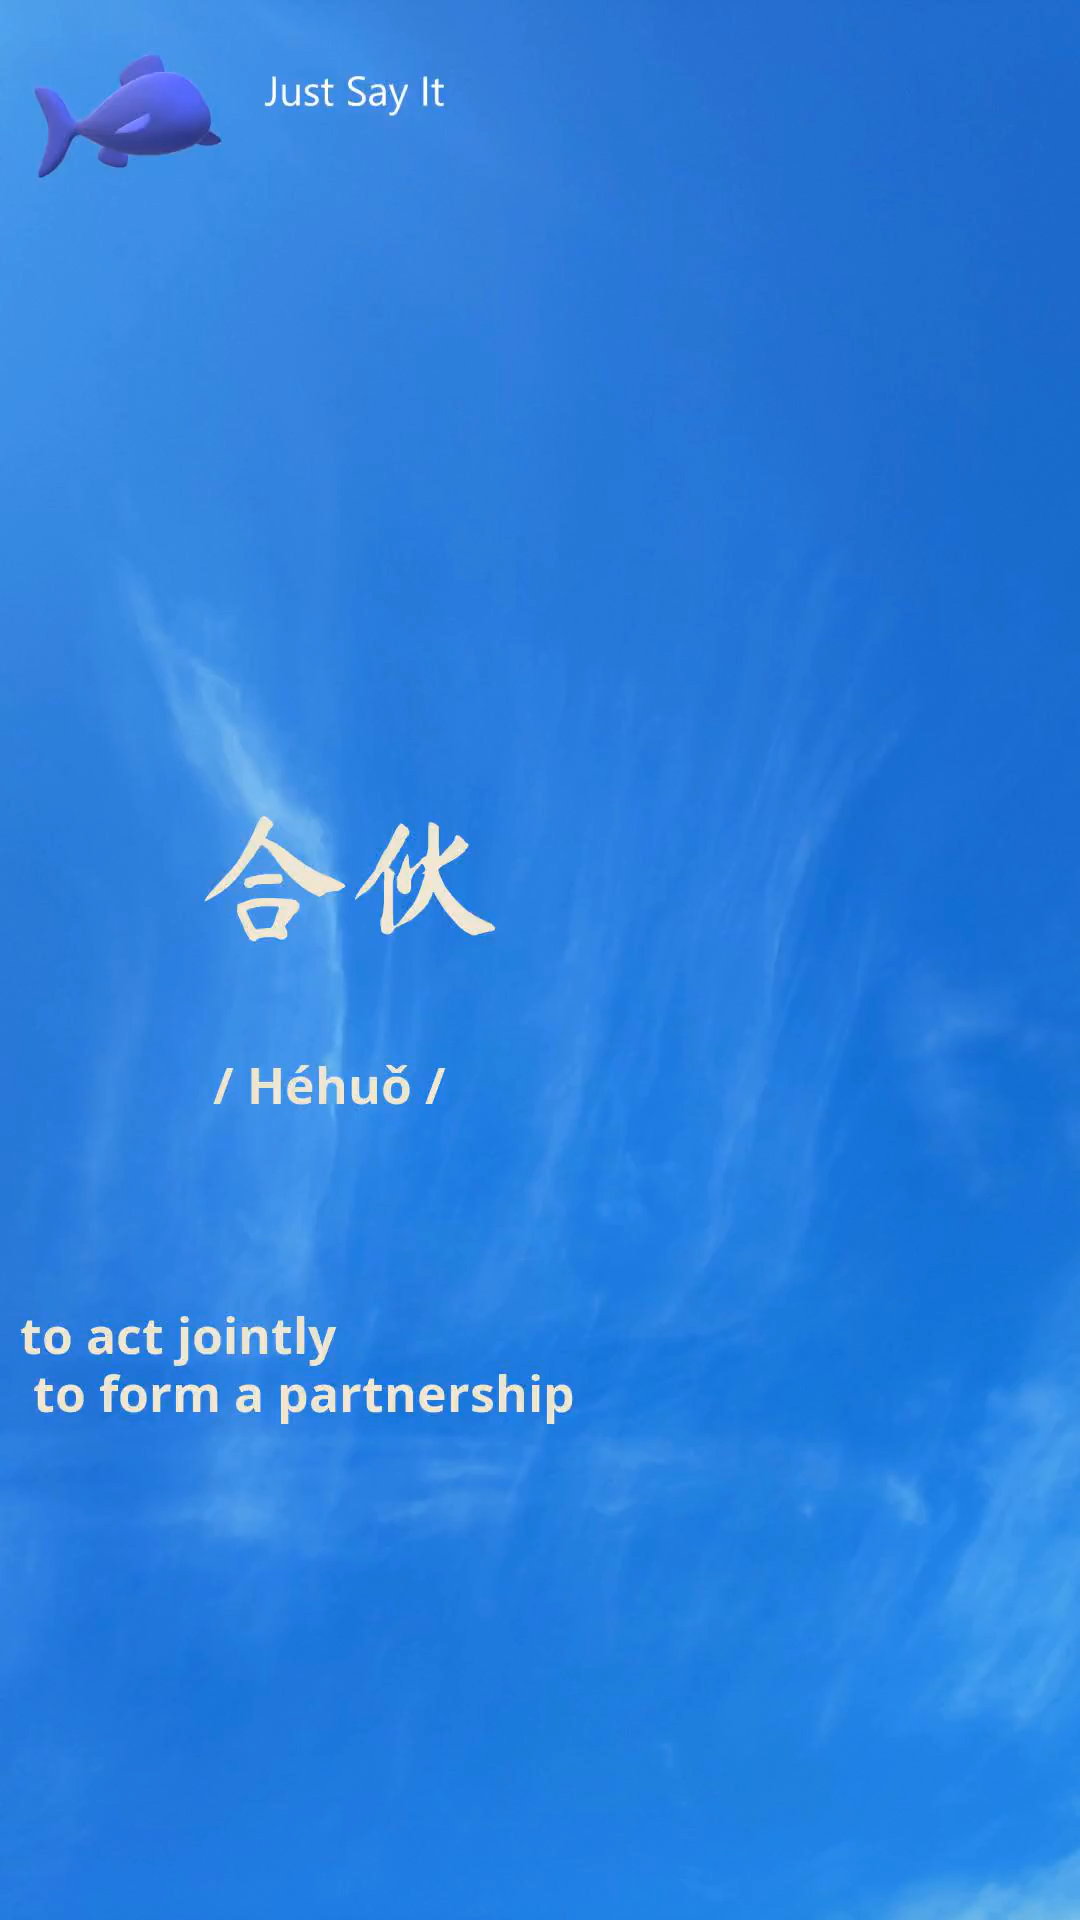 Just Say It
合伙
/ Héhuǒ /
to act jointly
to form a partnership